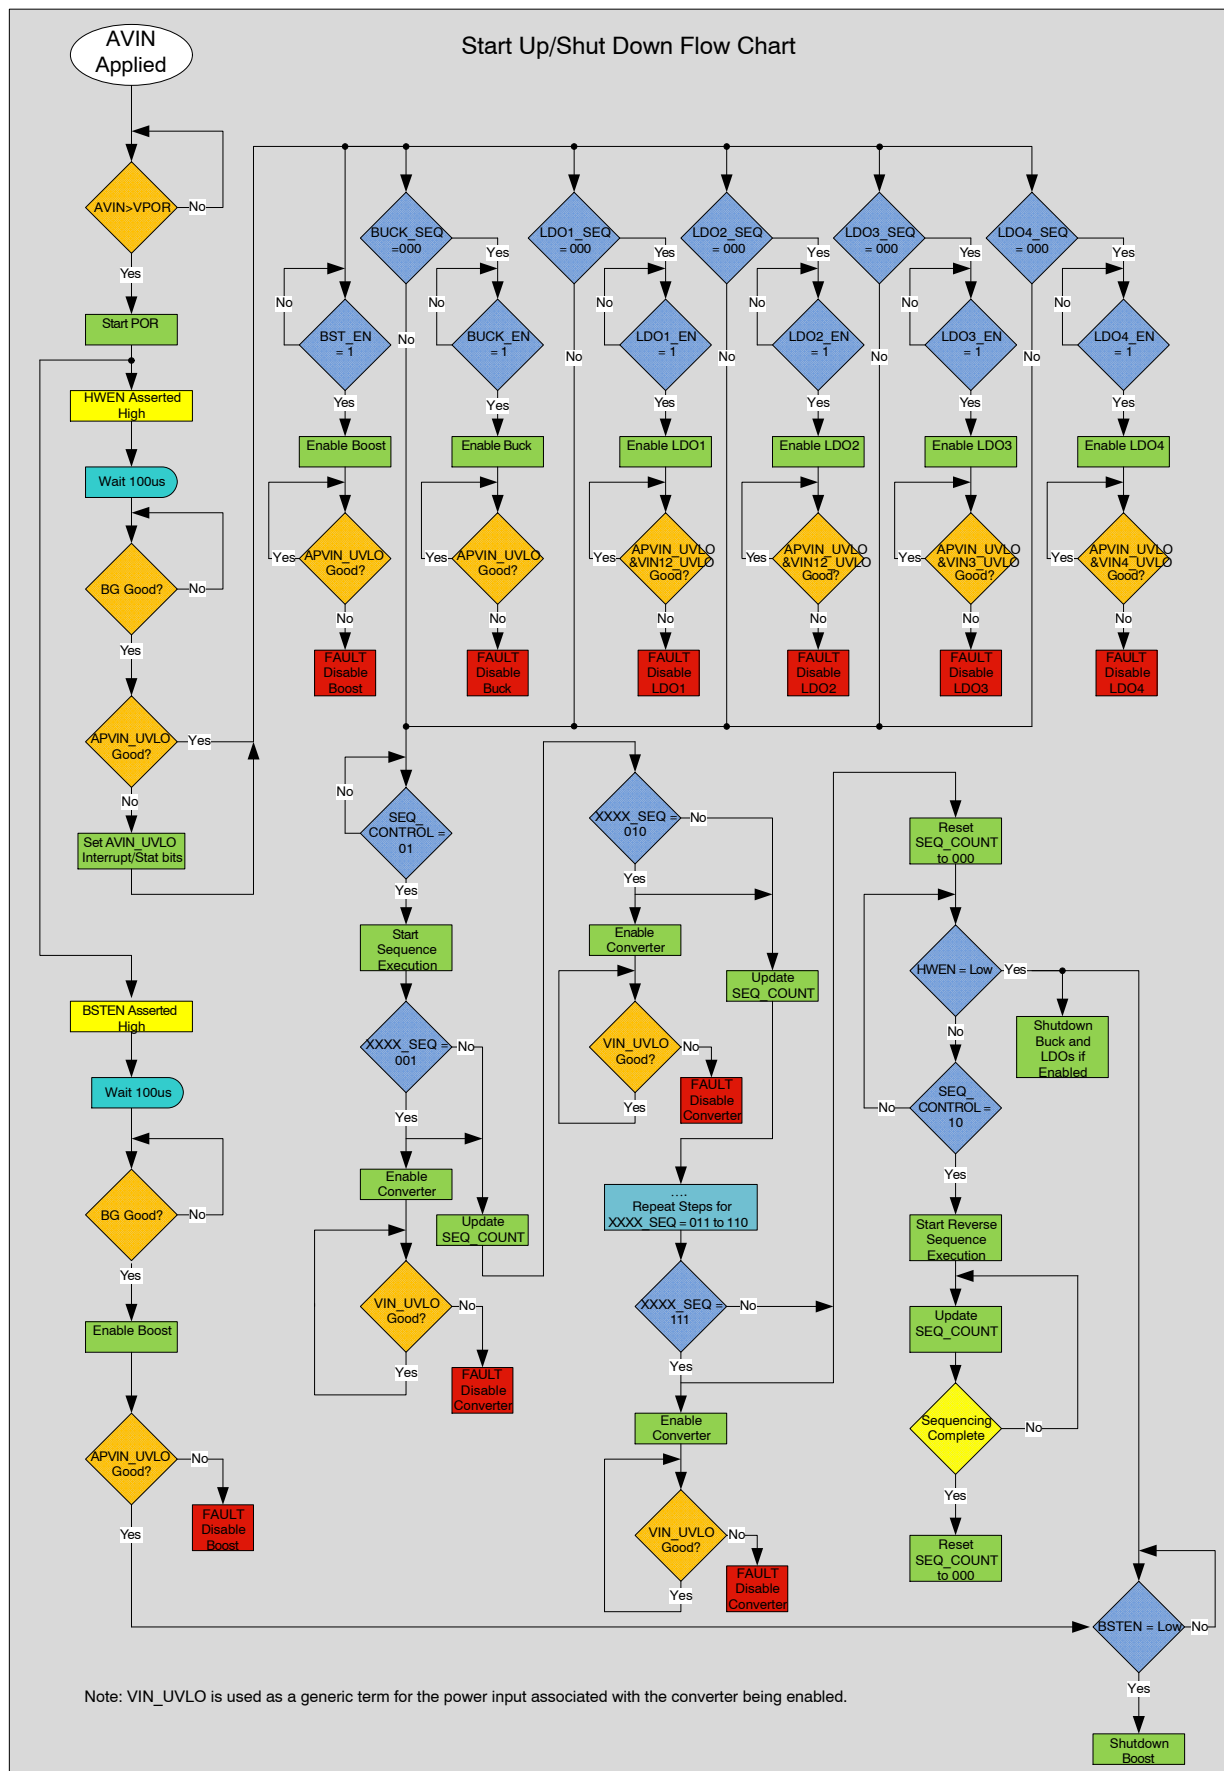 Start Up/Shut Down Flow Chart
AVIN
Applied
AVIN>VPOR
No
Yes
Start POR
HWEN Asserted
High
Wait 100us
BG Good?
No
Yes
APVIN_UVLO
Good?
Yes
No
Set AVIN_UVLO
Interrupt/Stat bits
BSTEN Asserted
High
Wait 100us
BG Good?
No
Yes
Enable Boost
APVIN_UVLO
Good?
No
FAULT
Disable
Boost
Yes
No
BST_EN
= 1
Yes
Enable Boost
APVIN_UVLO
Good?
Yes
No
FAULT
Disable
Boost
BUCK_SEQ
=000
Yes
No
No
BUCK_EN
= 1
Yes
Enable Buck
APVIN_UVLO
Good?
Yes
No
FAULT
Disable
Buck
LDO1_SEQ
= 000
Yes
No
No
LDO1_EN
= 1
Yes
Enable LDO1
APVIN_UVLO
&VIN12_UVLO
Good?
Yes
No
FAULT
Disable
LDO1
LDO2_SEQ
= 000
Yes
No
No
LDO2_EN
= 1
Yes
Enable LDO2
APVIN_UVLO
&VIN12_UVLO
Good?
Yes
No
FAULT
Disable
LDO2
LDO3_SEQ
= 000
Yes
No
No
LDO3_EN
= 1
Yes
Enable LDO3
APVIN_UVLO
&VIN3_UVLO
Good?
Yes
No
FAULT
Disable
LDO3
LDO4_SEQ
= 000
Yes
No
No
LDO4_EN
= 1
Yes
Enable LDO4
APVIN_UVLO
&VIN4_UVLO
Good?
Yes
No
FAULT
Disable
LDO4
No
SEQ_
CONTROL =
01
Yes
Start
Sequence
Execution
XXXX_SEQ =
001
No
Yes
Enable
Converter
Update
SEQ_COUNT
VIN_UVLO
Good?
No
Yes
FAULT
Disable
Converter
XXXX_SEQ =
010
No
Yes
Enable
Converter
Update
SEQ_COUNT
VIN_UVLO
Good?
No
Yes
FAULT
Disable
Converter
....
Repeat Steps for
XXXX_SEQ = 011 to 110
XXXX_SEQ =
111
No
Yes
Enable
Converter
VIN_UVLO
Good?
No
Yes
FAULT
Disable
Converter
Reset
SEQ_COUNT
to 000
HWEN = Low
Yes
No
Shutdown
Buck and
LDOs if
Enabled
SEQ_
CONTROL =
10
No
Yes
Start Reverse
Sequence
Execution
Update
SEQ_COUNT
Sequencing
Complete
No
Yes
Reset
SEQ_COUNT
to 000
BSTEN = Low
No
Yes
Shutdown
Boost
Note: VIN_UVLO is used as a generic term for the power input associated with the converter being enabled.